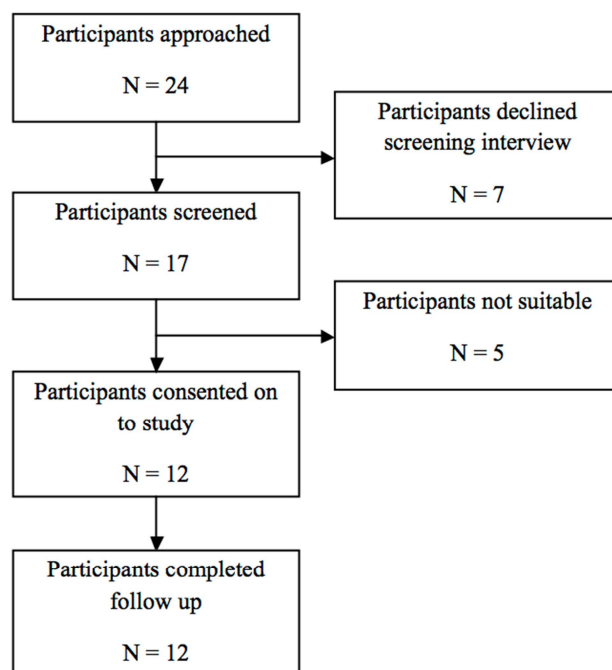 Participants approached
N = 24
Participants declined
screening interview
N = 7
Participants screened
N = 17
Participants not suitable
N = 5
Participants consented on
to study
N = 12
Participants completed
follow up
N = 12